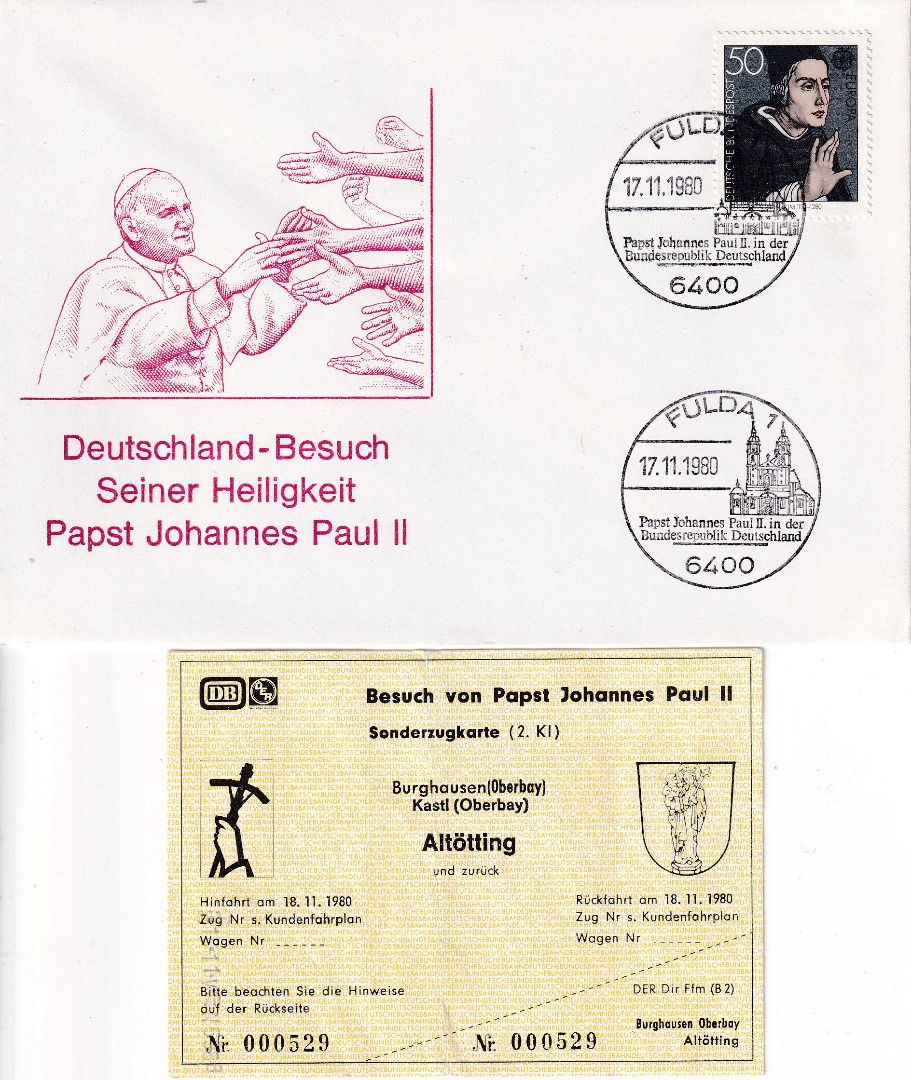 50
DEUTSCHE BUNDESPOST
EUROPA
FULDA
17.11.1980
Papst Johannes Paul II. in der
Bundesrepublik Deutschland
6400
FULDA 1
17.11.1980
Papst Johannes Paul II. in der
Bundesrepublik Deutschland
6400
Deutschland-Besuch
Seiner Heiligkeit
Papst Johannes Paul II
DB DER
Besuch von Papst Johannes Paul II
Sonderzugkarte (2. Kl)
Burghausen(Oberbay)
Kastl (Oberbay)
Altötting
und zurück
Hinfahrt am 18. 11. 1980
Zug Nr s. Kundenfahrplan
Wagen Nr
Rückfahrt am 18. 11. 1980
Zug Nr s. Kundenfahrplan
Wagen Nr
Bitte beachten Sie die Hinweise
auf der Rückseite
DER Dir Ffm (B 2)
Burghausen Oberbay
Altötting
Nr. 000529
Nr. 000529